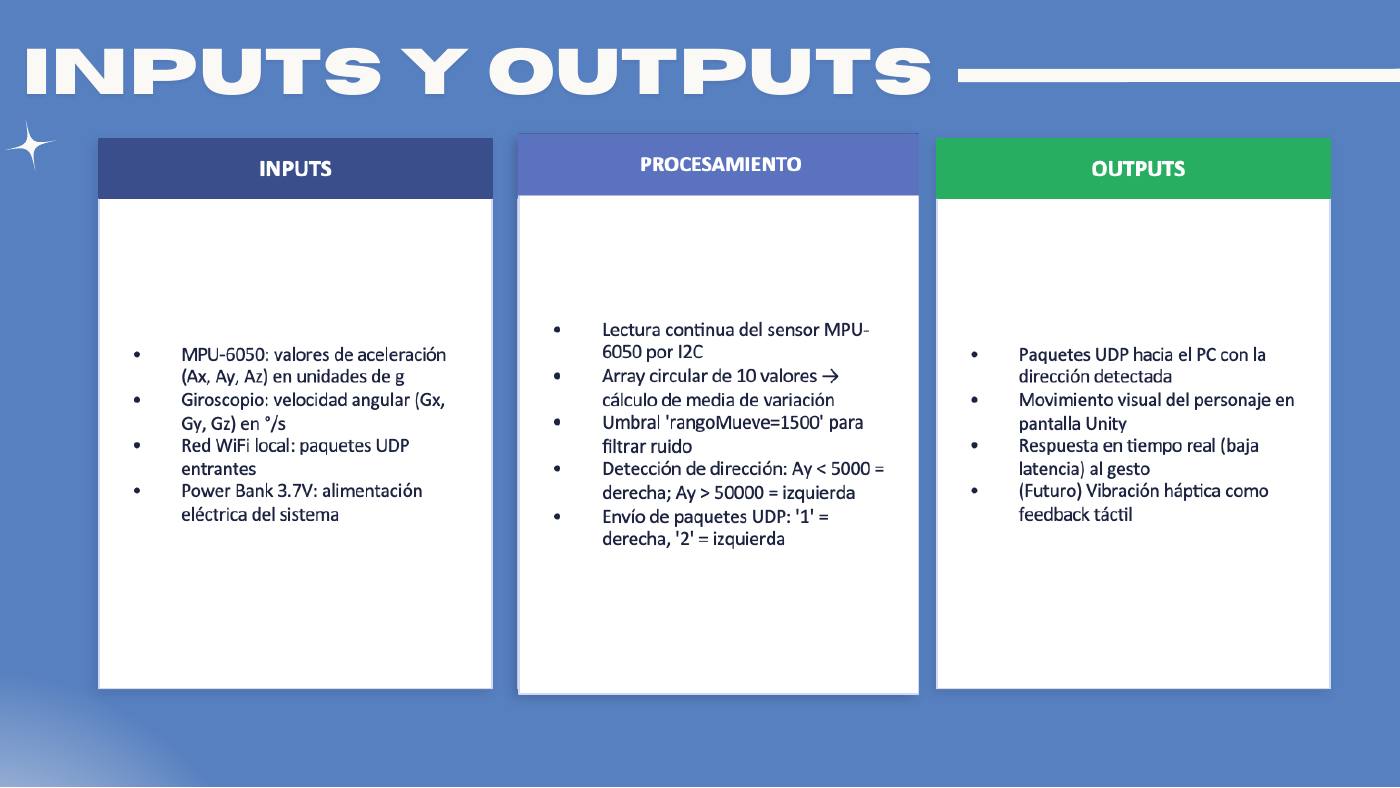 INPUTS Y OUTPUTS
INPUTS
• MPU-6050: valores de aceleración
(Ax, Ay, Az) en unidades de g
• Giroscopio: velocidad angular (Gx,
Gy, Gz) en °/s
• Red WiFi local: paquetes UDP
entrantes
• Power Bank 3.7V: alimentación
eléctrica del sistema
PROCESAMIENTO
• Lectura continua del sensor MPU-
6050 por I2C
• Array circular de 10 valores →
cálculo de media de variación
• Umbral 'rangoMueve=1500' para
filtrar ruido
• Detección de dirección: Ay < 5000 =
derecha; Ay > 50000 = izquierda
• Envío de paquetes UDP: '1' =
derecha, '2' = izquierda
OUTPUTS
• Paquetes UDP hacia el PC con la
dirección detectada
• Movimiento visual del personaje en
pantalla Unity
• Respuesta en tiempo real (baja
latencia) al gesto
• (Futuro) Vibración háptica como
feedback táctil